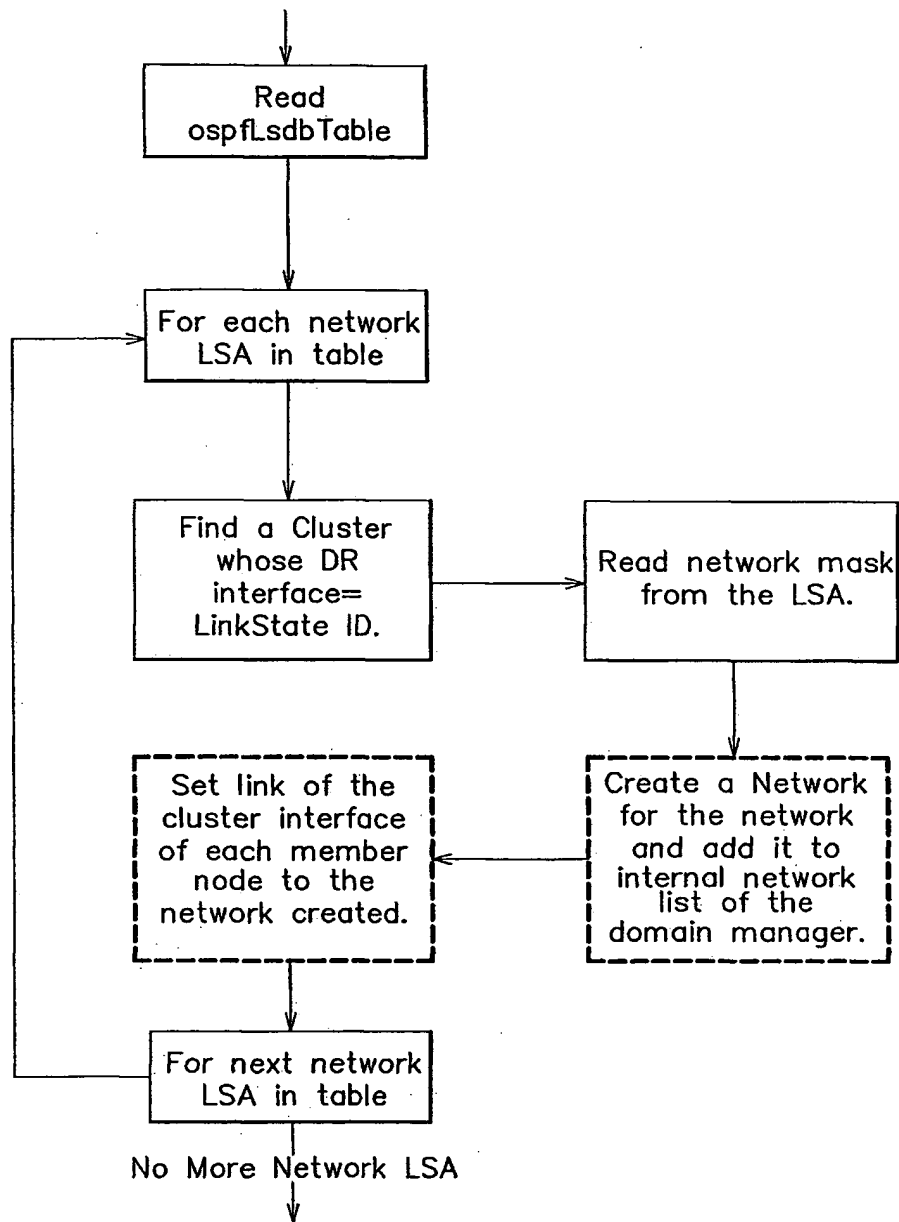 Read
ospfLsdbTable
For each network
LSA in table
Find a Cluster
whose DR
interface=
LinkState ID.
Read network mask
from the LSA.
Create a Network
for the network
and add it to
internal network
list of the
domain manager.
Set link of the
cluster interface
of each member
node to the
network created.
For next network
LSA in table
No More Network LSA